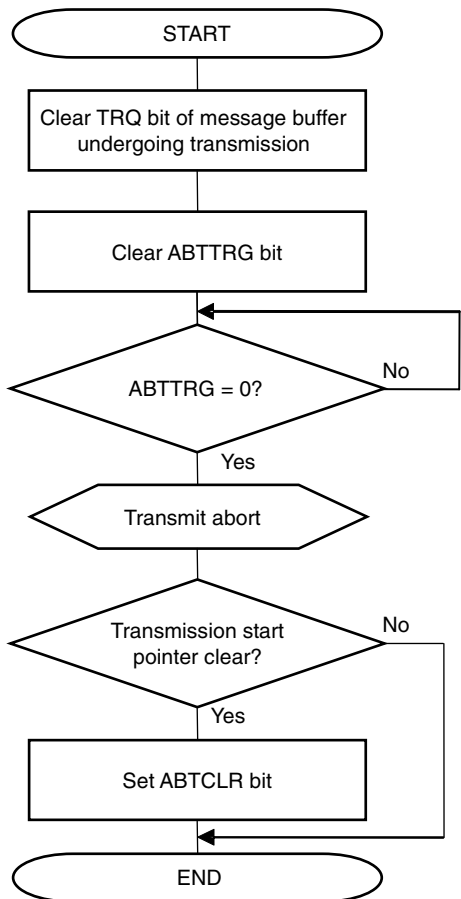 START
Clear TRQ bit of message buffer
undergoing transmission
Clear ABTTRG bit
ABTTRG = 0?
No
Yes
Transmit abort
Transmission start
pointer clear?
No
Yes
Set ABTCLR bit
END